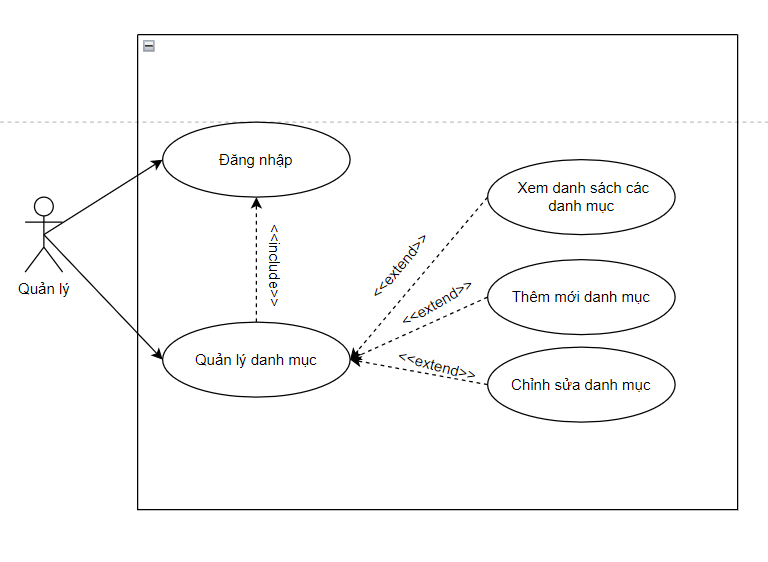 Đăng nhập
Xem danh sách các
danh mục
<<include>>
<<extend>>
Quản lý
Thêm mới danh mục
<<extend>>
Quản lý danh mục
<<extend>>
Chỉnh sửa danh mục